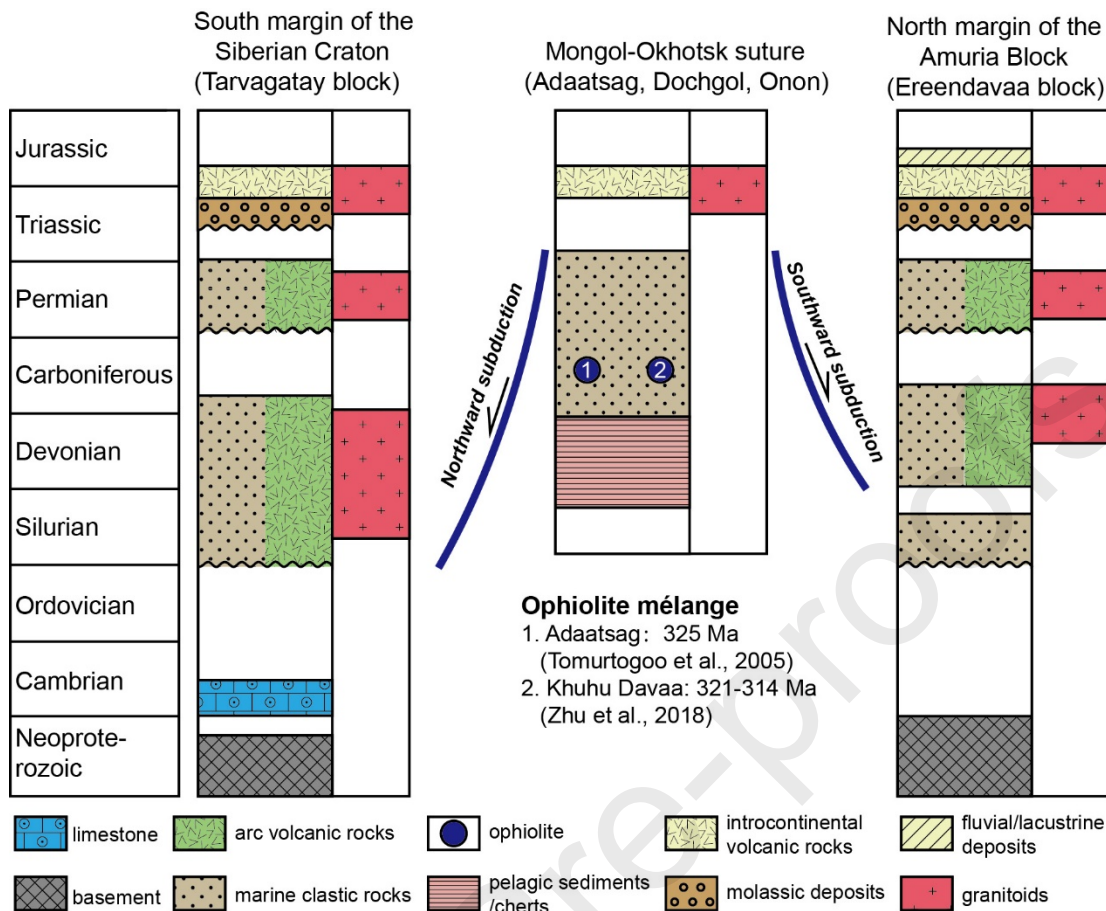 South margin of the
Siberian Craton
(Tarvagatay block)
Mongol-Okhotsk suture
(Adaatsag, Dochgol, Onon)
North margin of the
Amuria Block
(Ereendavaa block)
Jurassic
Triassic
Permian
Carboniferous
Devonian
Silurian
Ordovician
Cambrian
Neoprote-
rozoic
Northward subduction
1
2
Southward subduction
Ophiolite mélange
1. Adaatsag: 325 Ma
(Tomurtogoo et al., 2005)
2. Khuhu Davaa: 321-314 Ma
(Zhu et al., 2018)
limestone
arc volcanic rocks
ophiolite
introcontinental
volcanic rocks
fluvial/lacustrine
deposits
basement
marine clastic rocks
pelagic sediments
/cherts
molassic deposits
granitoids
re-proofs